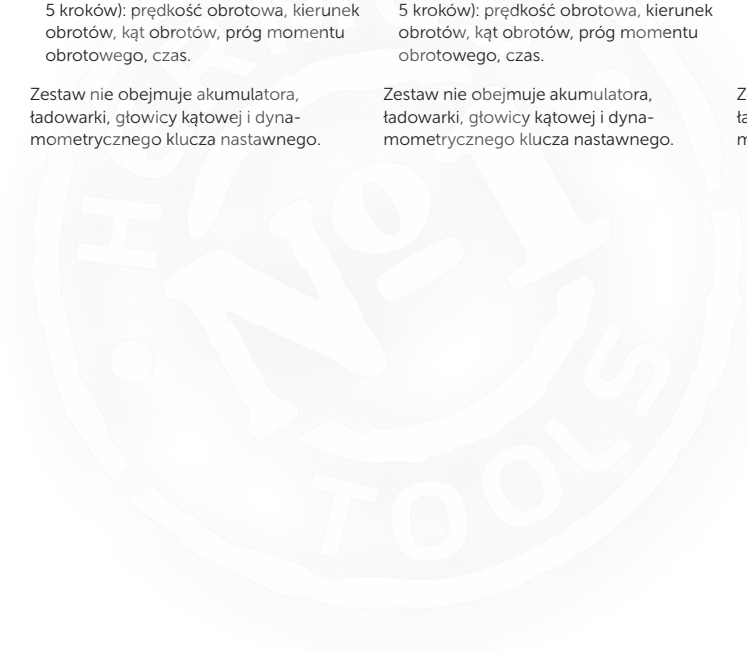 5 kroków): prędkość obrotowa, kierunek
obrotów, kąt obrotów, próg momentu
obrotowego, czas.
Zestaw nie obejmuje akumulatora,
ładowarki, głowicy kątowej i dyna-
mometrycznego klucza nastawnego.
5 kroków): prędkość obrotowa, kierunek
obrotów, kąt obrotów, próg momentu
obrotowego, czas.
Zestaw nie obejmuje akumulatora,
ładowarki, głowicy kątowej i dyna-
mometrycznego klucza nastawnego.
No 1
TOOLS